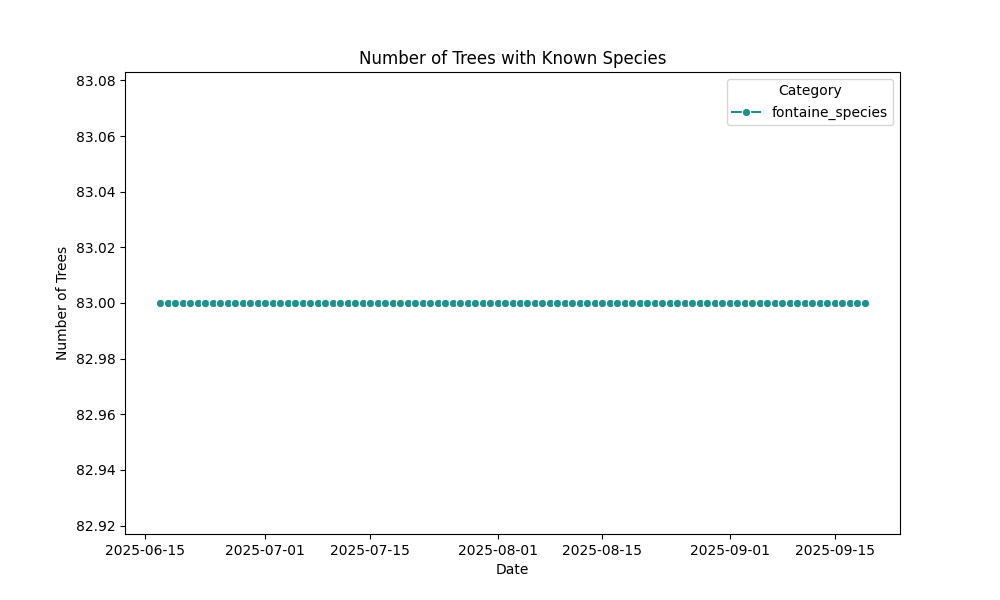 Number of Trees with Known Species
Category
fontaine_species
Number of Trees
83.08
83.06
83.04
83.02
83.00
82.98
82.96
82.94
82.92
2025-06-15 2025-07-01 2025-07-15 2025-08-01 2025-08-15 2025-09-01 2025-09-15
Date